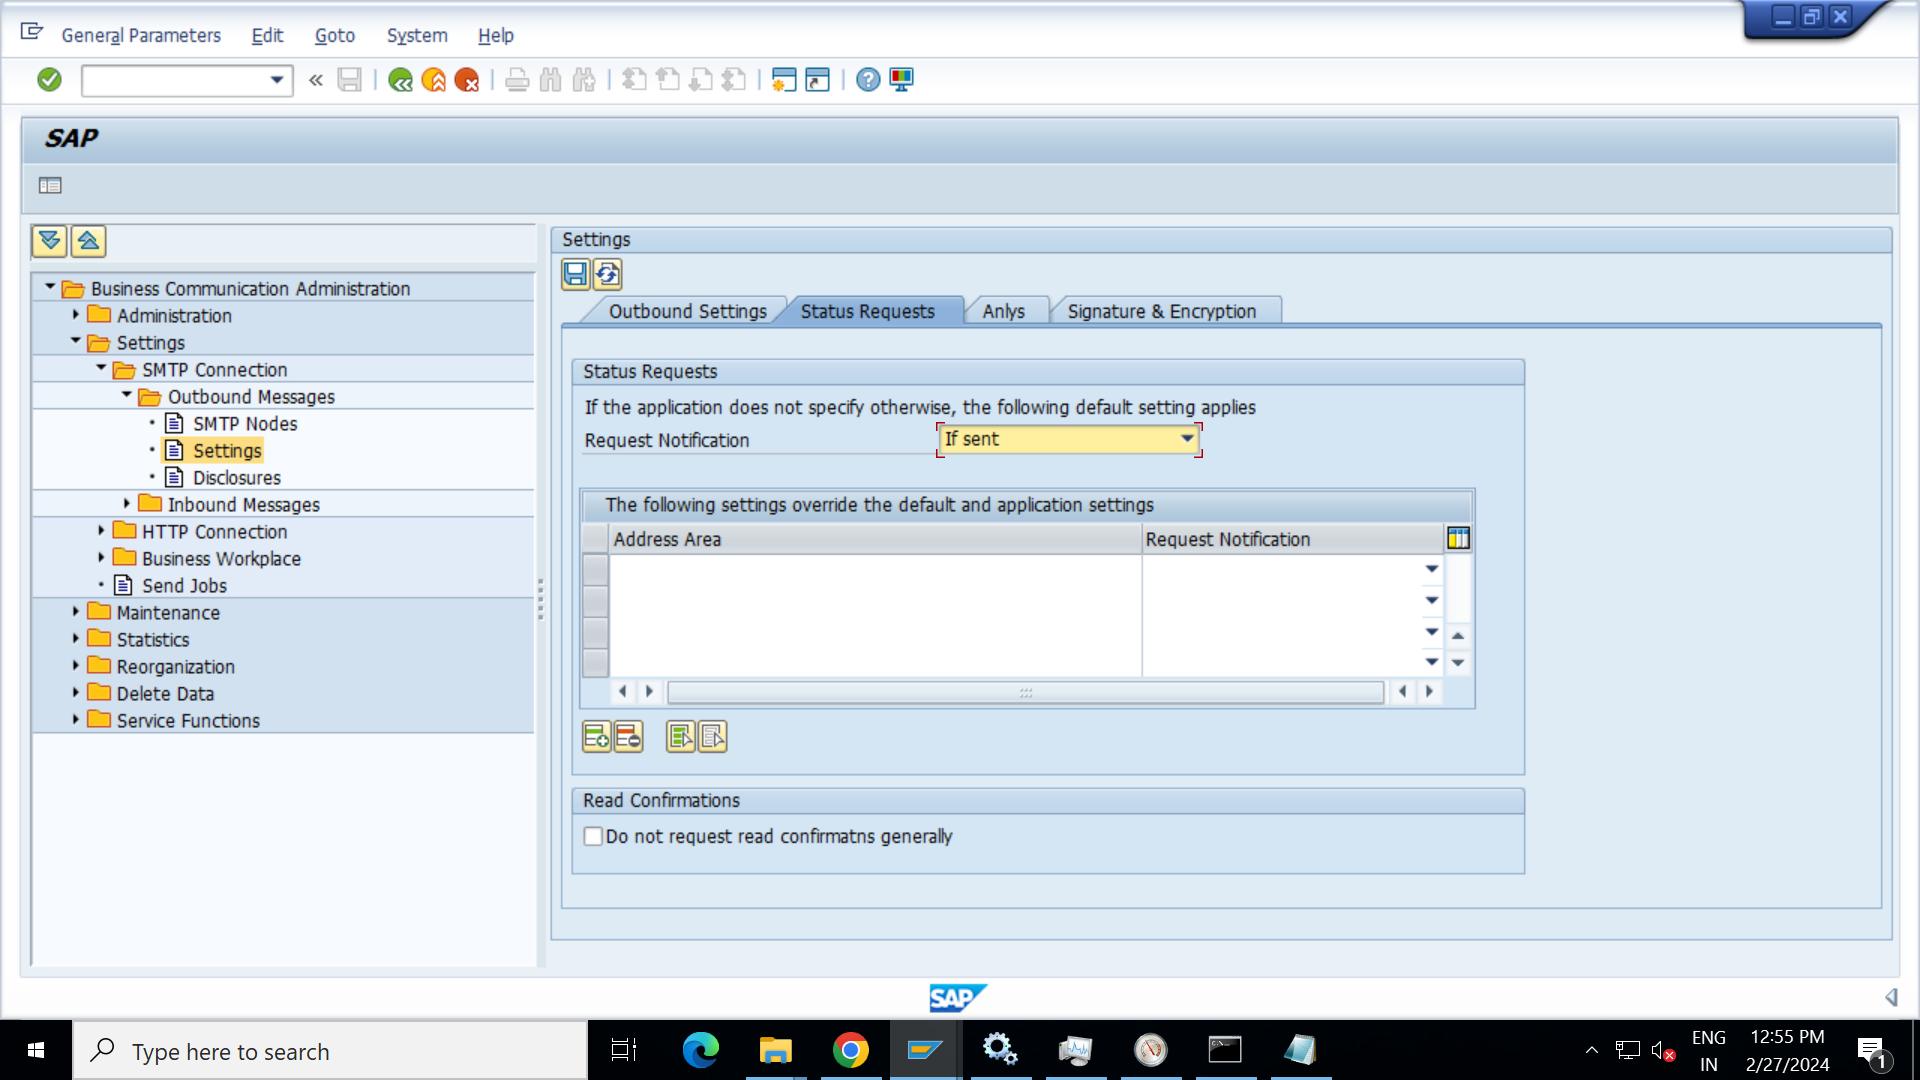 General Parameters Edit Goto System Help
SAP
Business Communication Administration
Administration
Settings
SMTP Connection
Outbound Messages
SMTP Nodes
Settings
Disclosures
Inbound Messages
HTTP Connection
Business Workplace
Send Jobs
Maintenance
Statistics
Reorganization
Delete Data
Service Functions
Settings
Outbound Settings Status Requests Anlys Signature & Encryption
Status Requests
If the application does not specify otherwise, the following default setting applies
Request Notification If sent
The following settings override the default and application settings
Address Area Request Notification
Read Confirmations
Do not request read confirmatns generally
SAP
Type here to search
ENG
IN
12:55 PM
2/27/2024
1